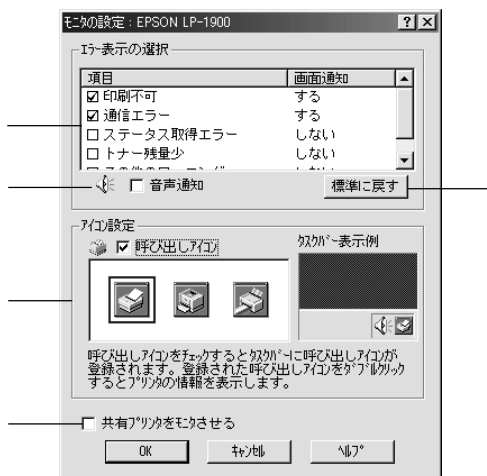 ﾓﾆﾀの設定 : EPSON LP-1900
ｴﾗｰ表示の選択
項目 画面通知
印刷不可 する
通信エラー する
ステータス取得エラー しない
トナー残量少 しない
音声通知
標準に戻す
ｱｲｺﾝ設定
呼び出しｱｲｺﾝ
ﾀｽｸﾊﾞｰ表示例
呼び出しｱｲｺﾝをﾁｪｯｸするとﾀｽｸﾊﾞｰに呼び出しｱｲｺﾝが
登録されます。登録された呼び出しｱｲｺﾝをﾀﾞﾌﾞﾙｸﾘｯｸ
するとﾌﾟﾘﾝﾀの情報を表示します。
共有ﾌﾟﾘﾝﾀをﾓﾆﾀさせる
OK ｷｬﾝｾﾙ ﾍﾙﾌﾟ